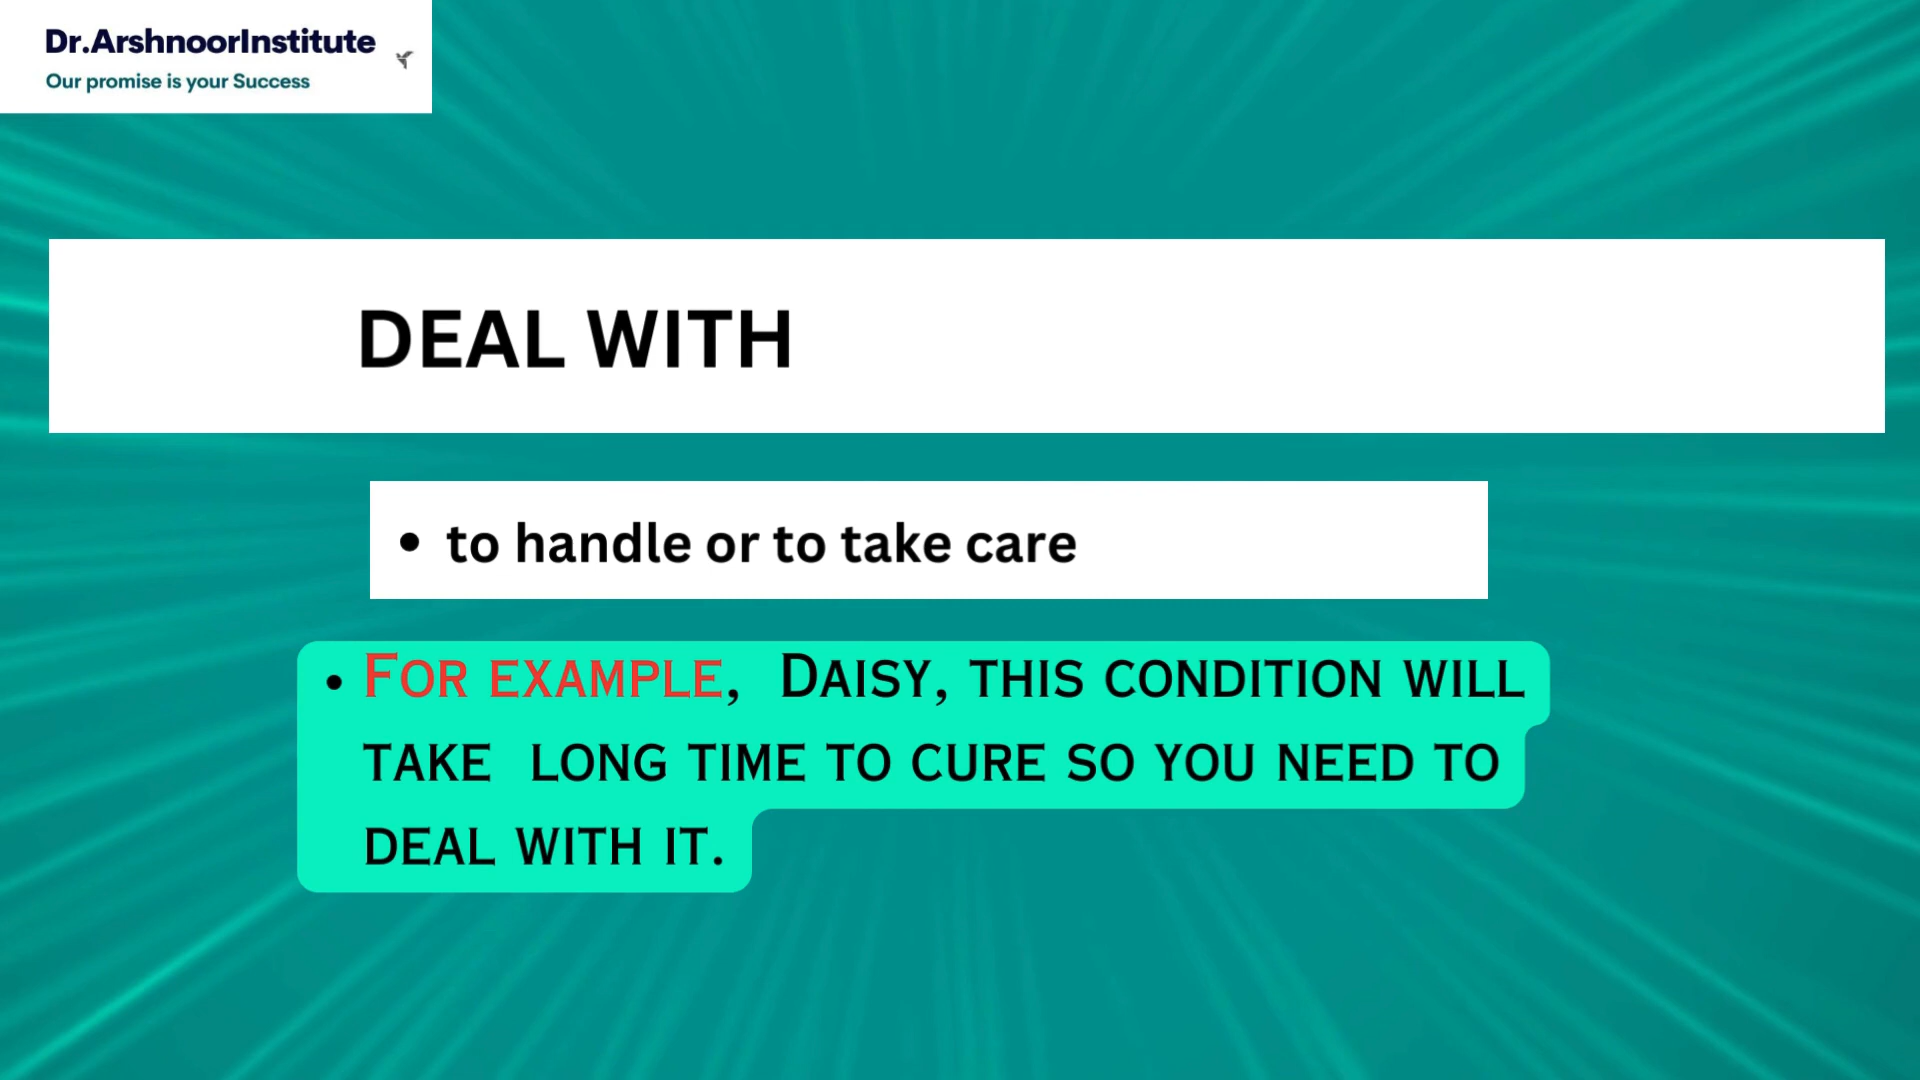 Dr.ArshnoorInstitute
Our promise is your Success
DEAL WITH
• to handle or to take care
• For example, Daisy, this condition will
take long time to cure so you need to
deal with it.